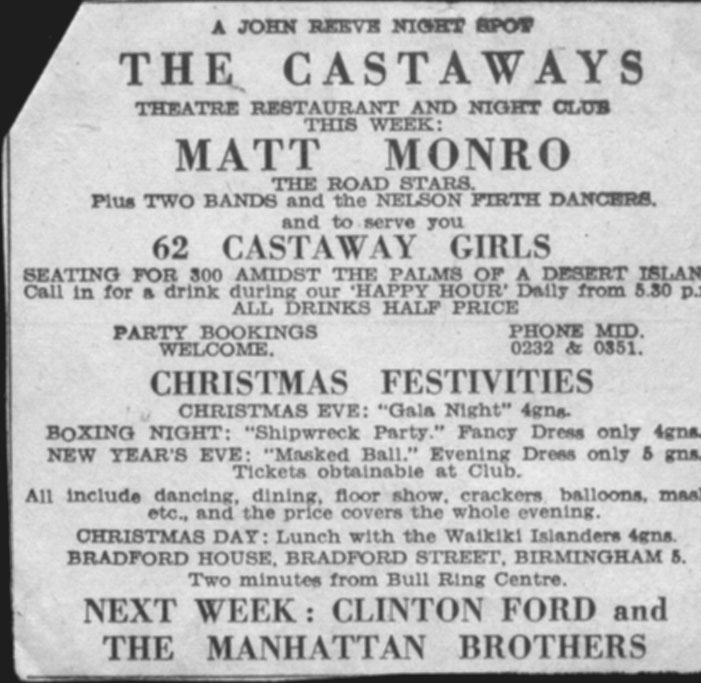 A JOHN REEVE NIGHT SPOT
THE CASTAWAYS
THEATRE RESTAURANT AND NIGHT CLUB
THIS WEEK:
MATT MONRO
THE ROAD STARS.
Plus TWO BANDS and the NELSON FIRTH DANCERS.
and to serve you
62 CASTAWAY GIRLS
SEATING FOR 300 AMIDST THE PALMS OF A DESERT ISLAN
Call in for a drink during our 'HAPPY HOUR' Daily from 5.30 p.
ALL DRINKS HALF PRICE
PARTY BOOKINGS PHONE MID.
WELCOME. 0232 & 0351.
CHRISTMAS FESTIVITIES
CHRISTMAS EVE: "Gala Night" 4gns.
BOXING NIGHT: "Shipwreck Party." Fancy Dress only 4gns.
NEW YEAR'S EVE: "Masked Ball." Evening Dress only 5 gns.
Tickets obtainable at Club.
All include dancing, dining, floor show, crackers, balloons, mas
etc., and the price covers the whole evening.
CHRISTMAS DAY: Lunch with the Waikiki Islanders 4gns.
BRADFORD HOUSE, BRADFORD STREET, BIRMINGHAM 5.
Two minutes from Bull Ring Centre.
NEXT WEEK: CLINTON FORD and
THE MANHATTAN BROTHERS